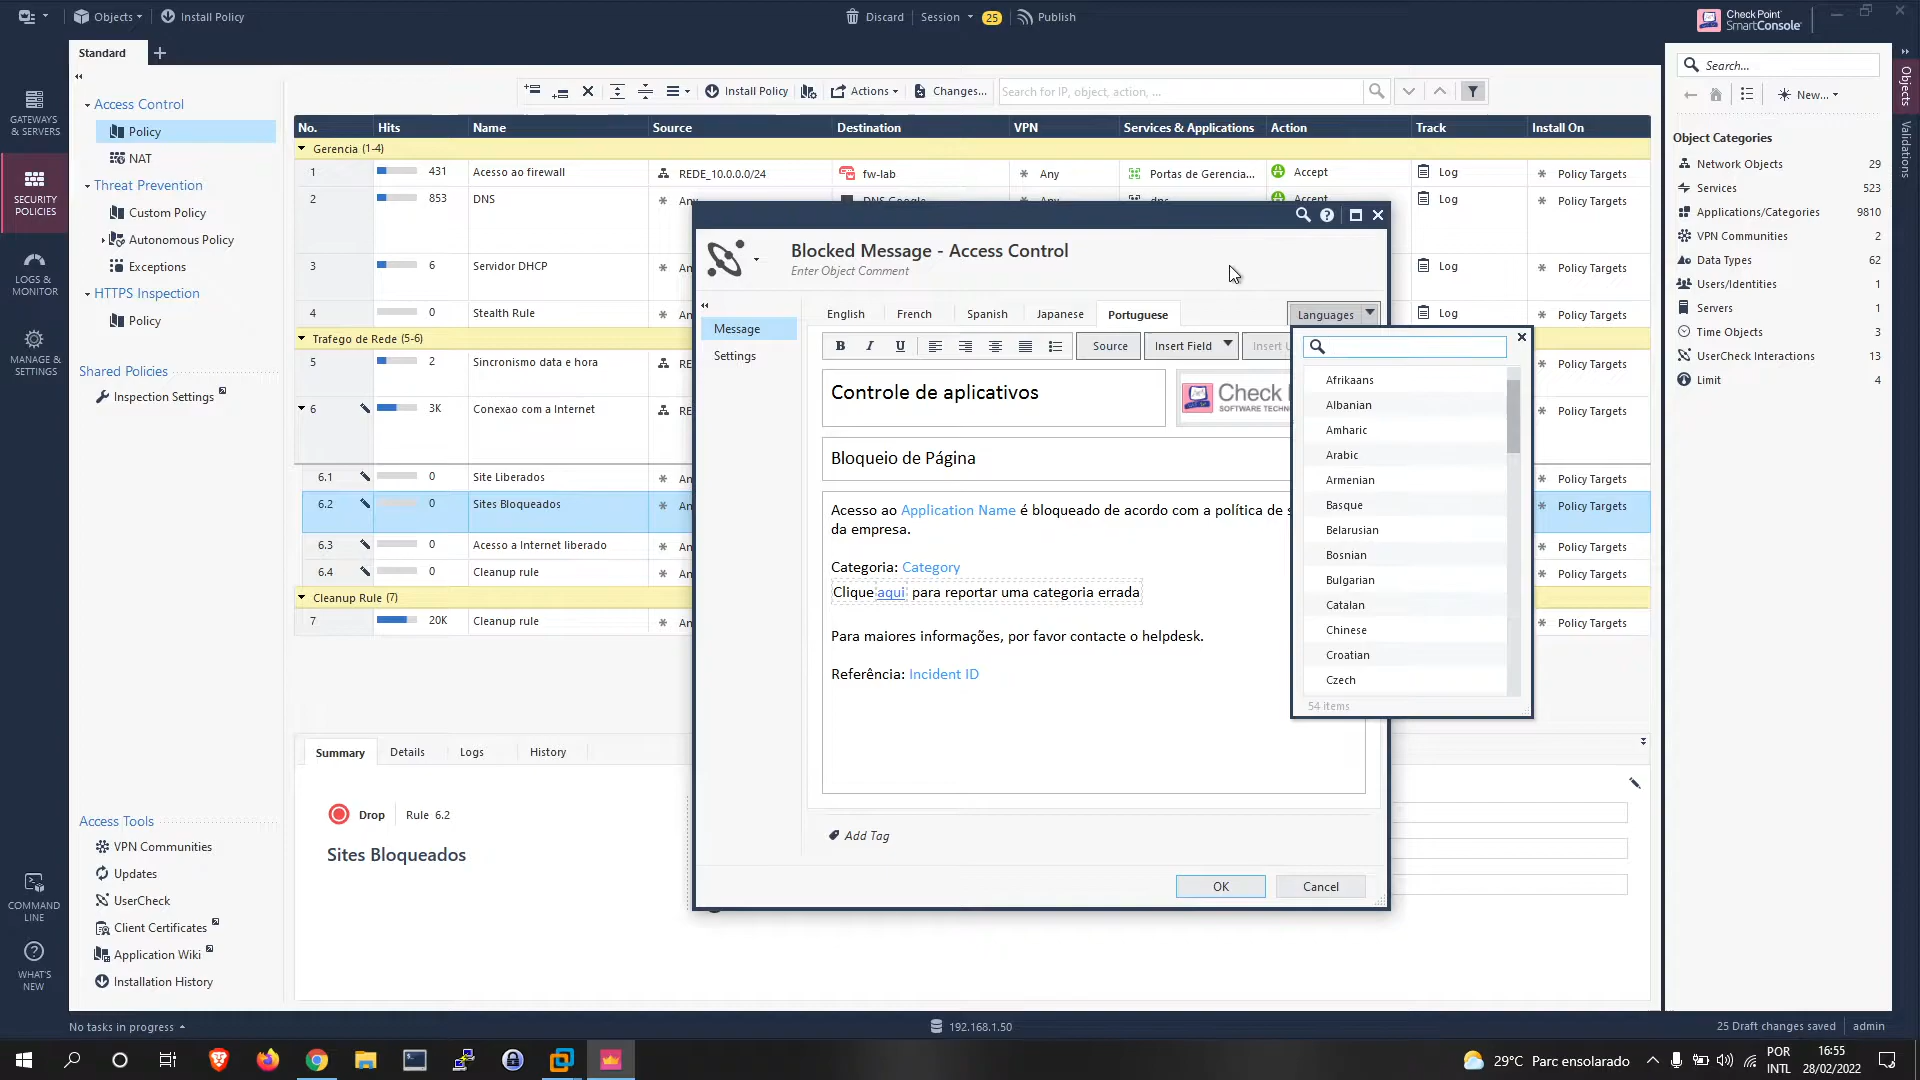 Objects
Install Policy
Discard
Session
25
Publish
Check Point
SmartConsole
Standard
GATEWAYS
& SERVERS
SECURITY
POLICIES
LOGS &
MONITOR
MANAGE &
SETTINGS
COMMAND
LINE
WHAT'S
NEW
Access Control
Policy
NAT
Threat Prevention
Custom Policy
Autonomous Policy
Exceptions
HTTPS Inspection
Policy
Shared Policies
Inspection Settings
Access Tools
VPN Communities
Updates
UserCheck
Client Certificates
Application Wiki
Installation History
Install Policy
Actions
Changes...
Search for IP, object, action, ...
No. Hits Name Source Destination VPN Services & Applications Action Track Install On
Gerencia (1-4)
1 431 Acesso ao firewall REDE_10.0.0.0/24 fw-lab Any Portas de Gerencia... Accept Log Policy Targets
2 853 DNS Log Policy Targets
3 6 Servidor DHCP Log Policy Targets
4 0 Stealth Rule Log Policy Targets
Trafego de Rede (5-6)
5 2 Sincronismo data e hora Policy Targets
6 3K Conexao com a Internet Policy Targets
6.1 0 Site Liberados Policy Targets
6.2 0 Sites Bloqueados Policy Targets
6.3 0 Acesso a Internet liberado Policy Targets
6.4 0 Cleanup rule Policy Targets
Cleanup Rule (7)
7 20K Cleanup rule Policy Targets
Blocked Message - Access Control
Enter Object Comment
Message
Settings
English French Spanish Japanese Portuguese Languages
B I U Source Insert Field
Controle de aplicativos
Check
SOFTWARE
Bloqueio de Página
Acesso ao Application Name é bloqueado de acordo com a política de
da empresa.
Categoria: Category
Clique aqui para reportar uma categoria errada
Para maiores informações, por favor contacte o helpdesk.
Referência: Incident ID
Add Tag
OK Cancel
Afrikaans
Albanian
Amharic
Arabic
Armenian
Basque
Belarusian
Bosnian
Bulgarian
Catalan
Chinese
Croatian
Czech
54 items
Summary Details Logs History
Drop Rule 6.2
Sites Bloqueados
Search...
New...
Object Categories
Network Objects 29
Services 523
Applications/Categories 9810
VPN Communities 2
Data Types 62
Users/Identities 1
Servers 1
Time Objects 3
UserCheck Interactions 13
Limit 4
Objects
Validations
No tasks in progress
192.168.1.50
25 Draft changes saved
admin
29°C Parc ensolarado
POR
INTL
16:55
28/02/2022